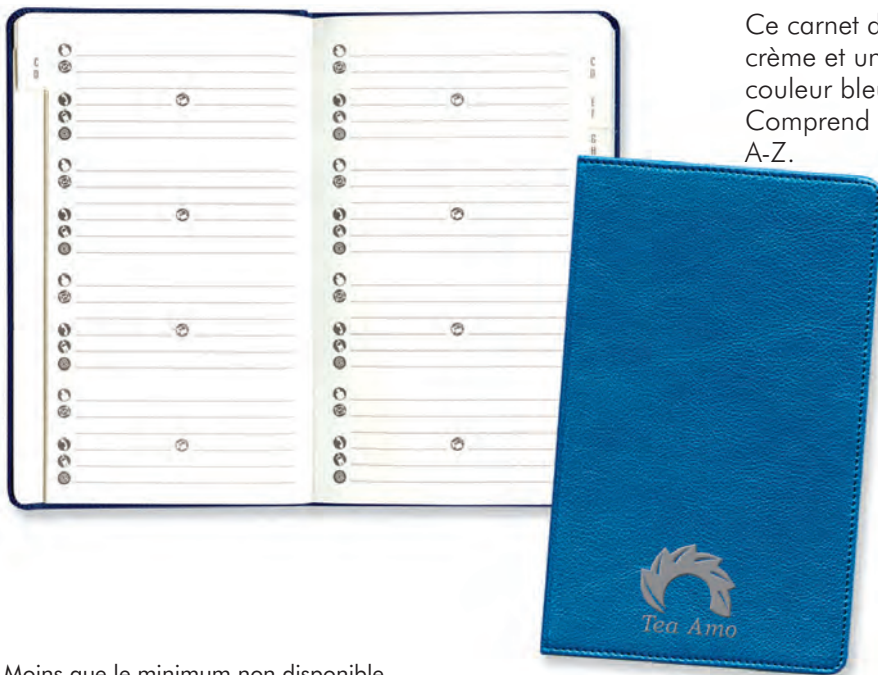 Ce carnet d
crème et un
couleur bleu
Comprend
A-Z.
C
D
C
D
E
F
G
H
Tea Amo
Moins que le minimum non disponible